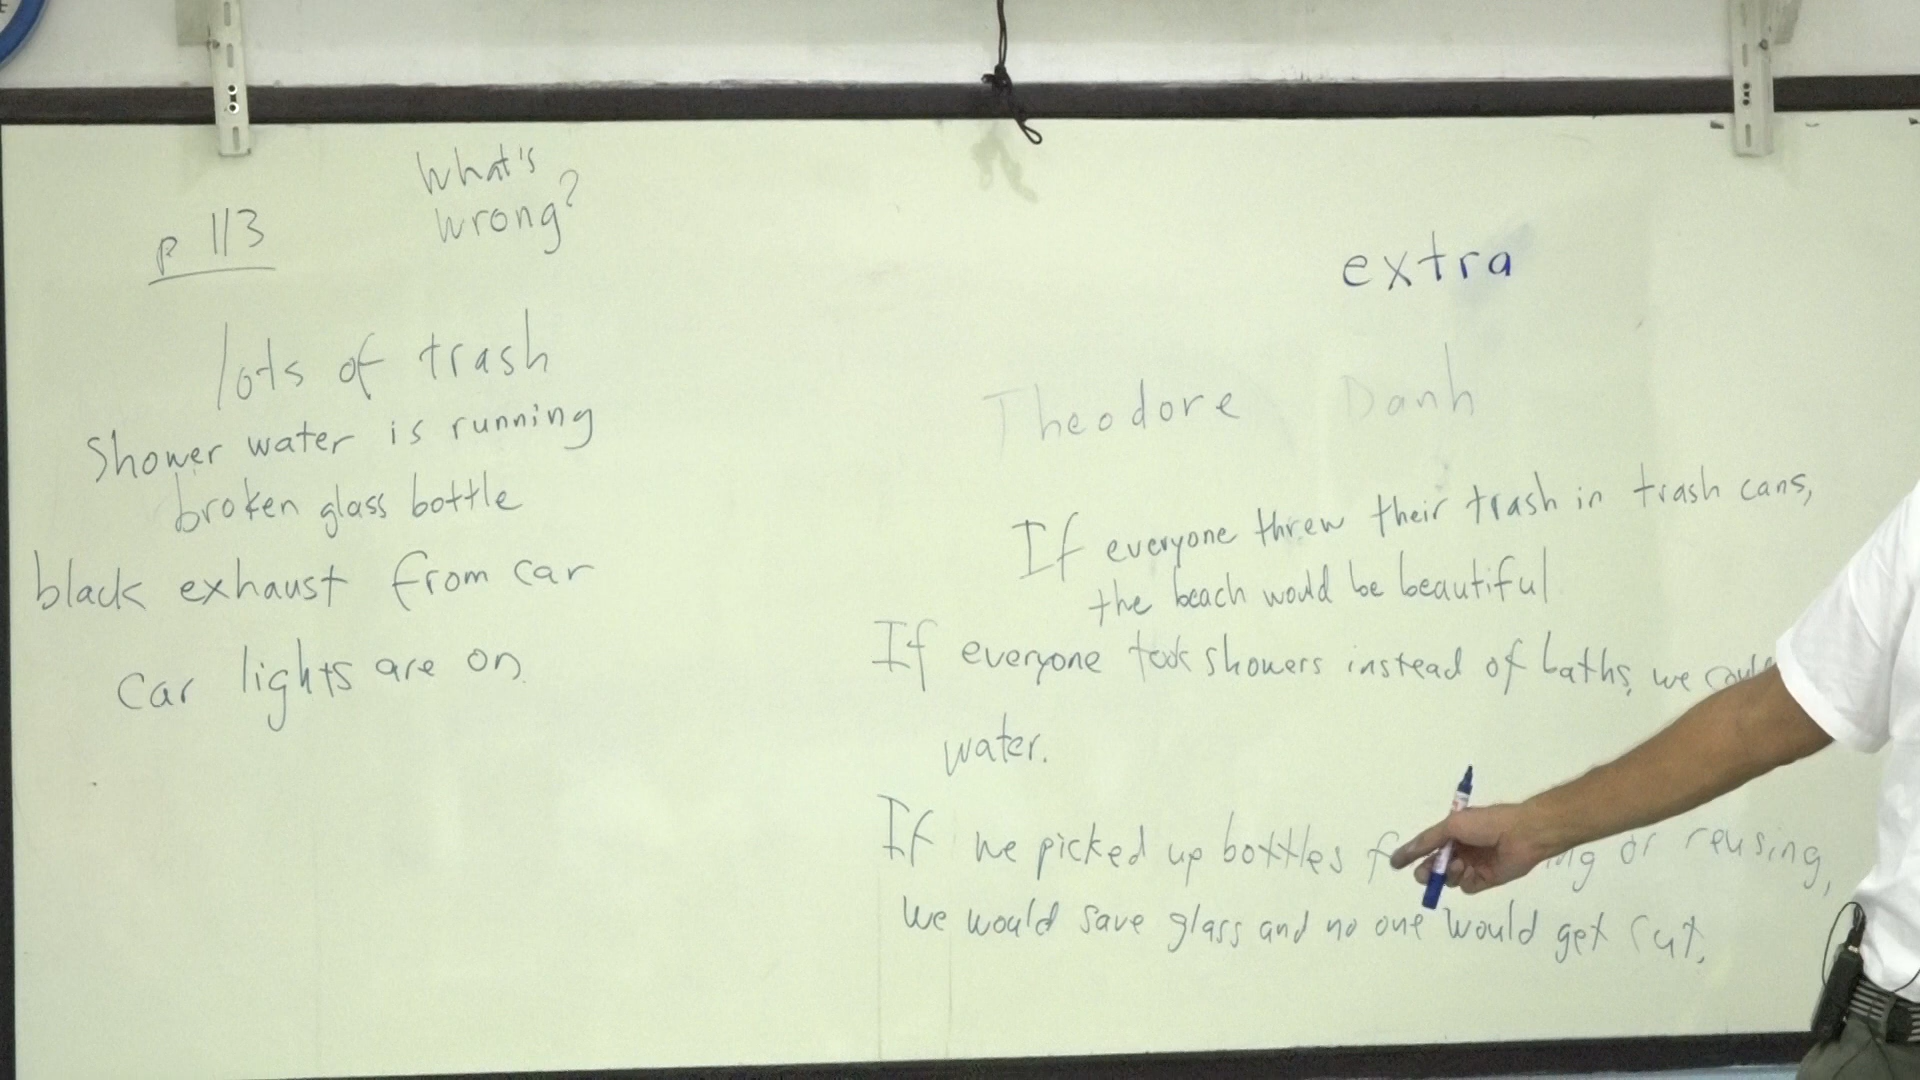 What's
wrong?
p 113
lots of trash
Shower water is running
broken glass bottle
black exhaust from car
car lights are on
extra
Theodore Danh
If everyone threw their trash in trash cans,
the beach would be beautiful
If everyone took showers instead of baths, we
water.
If we picked up bottles or reusing,
we would save glass and no one would get cut.